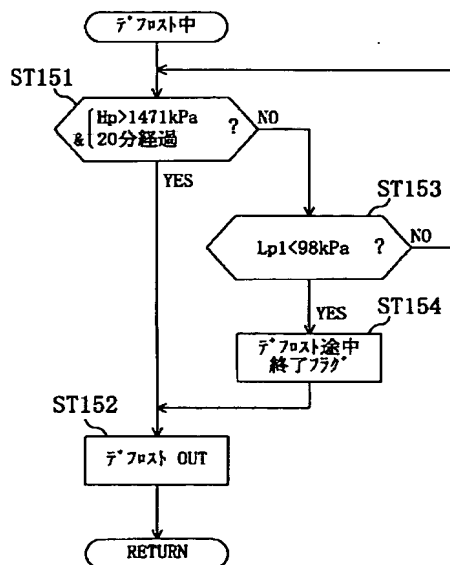 デフロスト中
ST151
Hp>1471kPa
& 20分経過 ?
NO
YES
ST153
Lp1<98kPa ?
NO
YES
ST154
デフロスト途中
終了フラグ
ST152
デフロスト OUT
RETURN